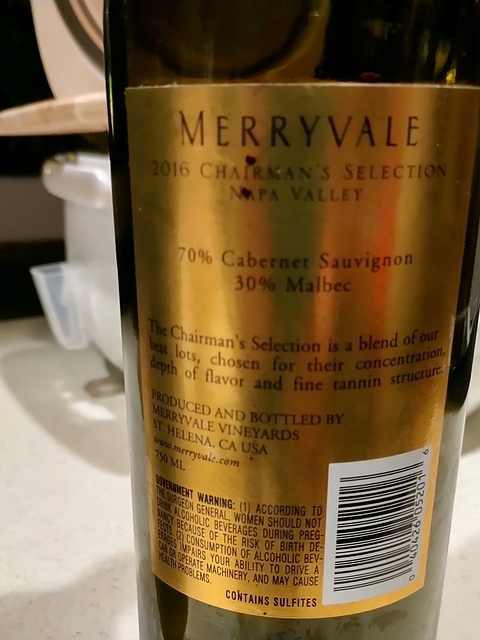 MERRYVALE
2016 CHAIRMAN'S SELECTION
NAPA VALLEY
70% Cabernet Sauvignon
30% Malbec
The Chairman's Selection is a blend of our
best lots, chosen for their concentration,
depth of flavor and fine tannin structure.
PRODUCED AND BOTTLED BY
MERRYVALE VINEYARDS
ST. HELENA, CA USA
www.merryvale.com
750 ML
GOVERNMENT WARNING: (1) ACCORDING TO
THE SURGEON GENERAL, WOMEN SHOULD NOT
DRINK ALCOHOLIC BEVERAGES DURING PREG-
NANCY BECAUSE OF THE RISK OF BIRTH DE-
FECTS. (2) CONSUMPTION OF ALCOHOLIC BEV-
ERAGES IMPAIRS YOUR ABILITY TO DRIVE A
CAR OR OPERATE MACHINERY, AND MAY CAUSE
HEALTH PROBLEMS.
CONTAINS SULFITES
0 40426 05201 6